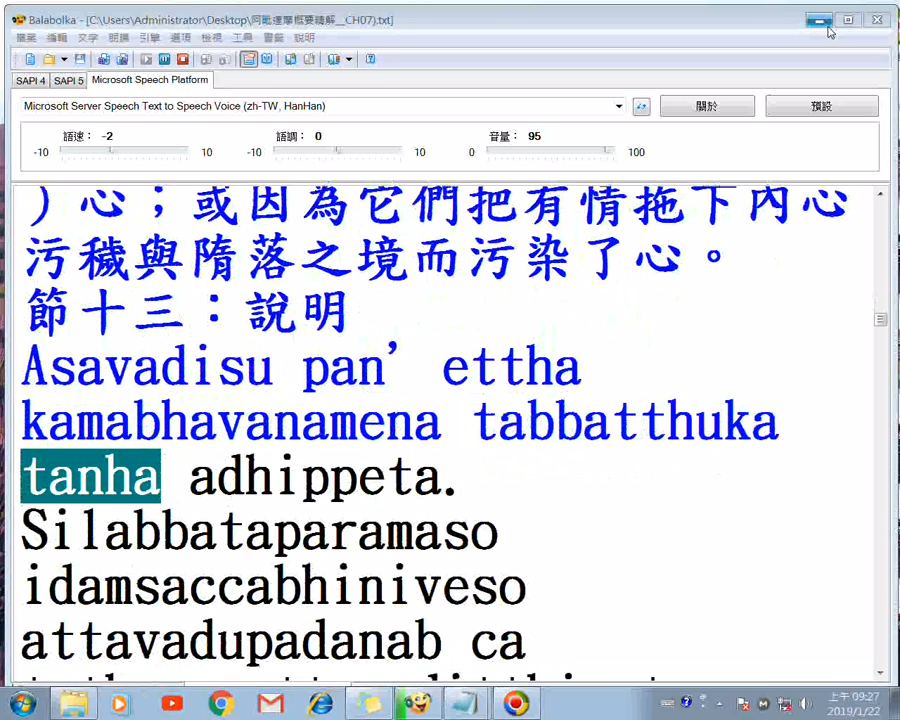 Balabolka - [C:\Users\Administrator\Desktop\阿毗達摩概要精解__CH07).txt]
檔案 編輯 文字 朗讀 引擎 選項 檢視 工具 書籤 說明
SAPI 4 SAPI 5 Microsoft Speech Platform
Microsoft Server Speech Text to Speech Voice (zh-TW, HanHan) 關於 預設
語速： -2 語調： 0 音量： 95
-10 10 -10 10 0 100
）心；或因為它們把有情拖下內心
污穢與隋落之境而污染了心。
節十三：說明
Asavadisu pan’ ettha
kamabhavanamena tabbatthuka
tanha adhippeta.
Silabbataparamaso
idamsaccabhiniveso
attavadupadanab ca
上午 09:27
2019/1/22